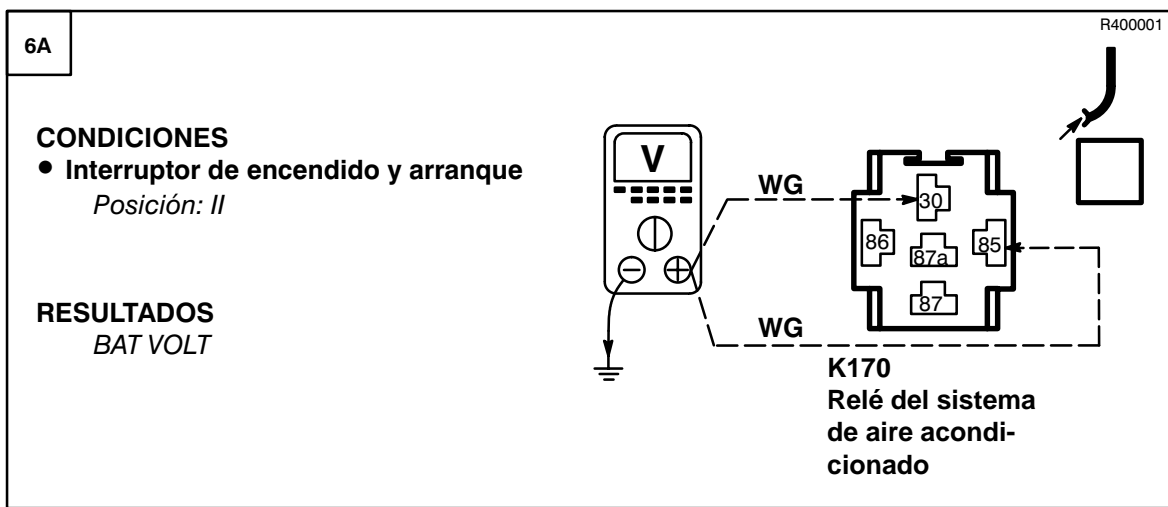 6A
R400001
CONDICIONES
• Interruptor de encendido y arranque
Posición: II
RESULTADOS
BAT VOLT
V
WG
WG
30
86
87a
85
87
K170
Relé del sistema
de aire acondi-
cionado